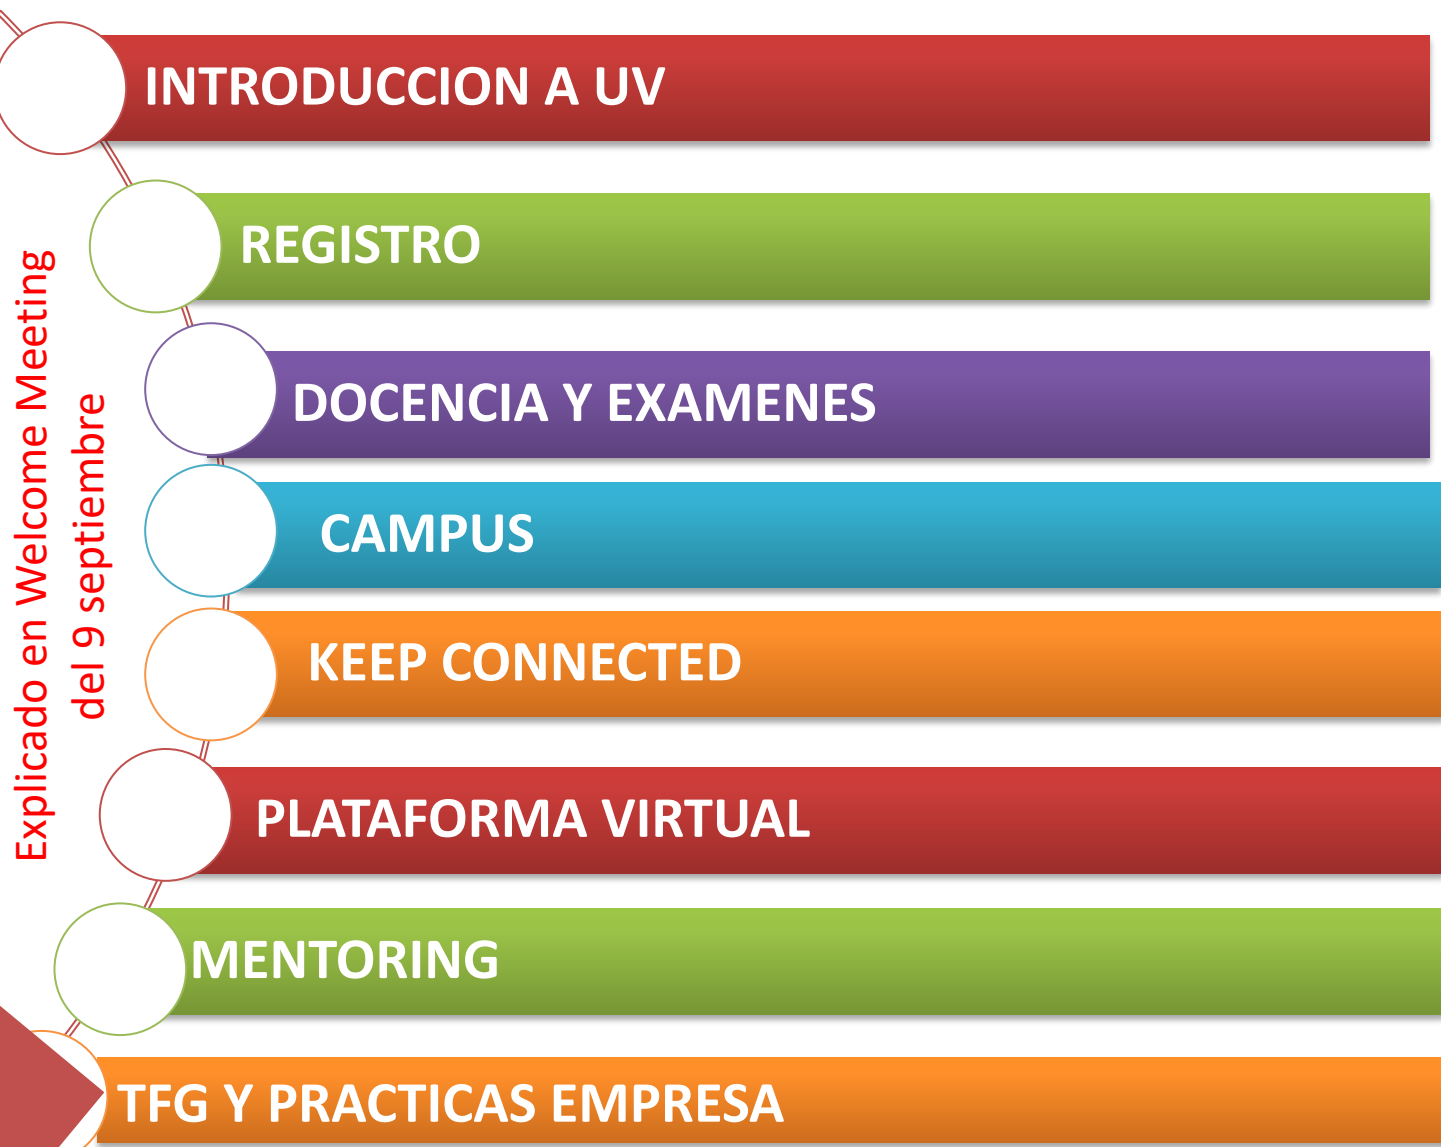 INTRODUCCION A UV
REGISTRO
DOCENCIA Y EXAMENES
CAMPUS
KEEP CONNECTED
PLATAFORMA VIRTUAL
MENTORING
TFG Y PRACTICAS EMPRESA
Explicado en Welcome Meeting
del 9 septiembre